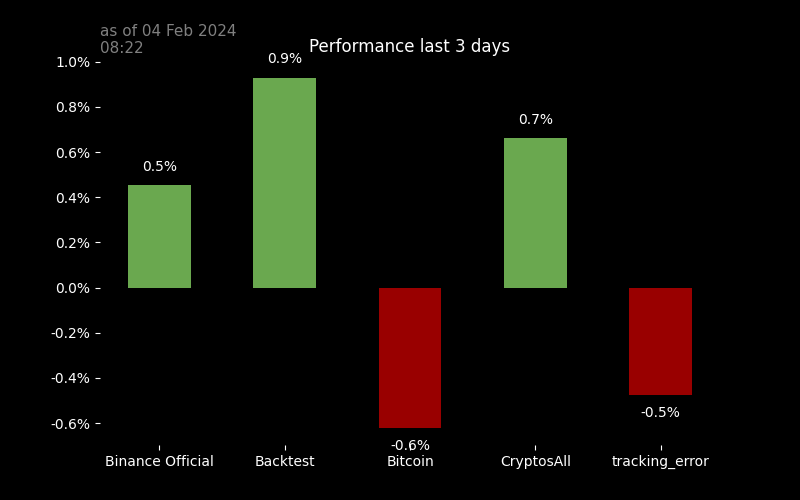 as of 04 Feb 2024
08:22
Performance last 3 days
1.0%
0.8%
0.6%
0.4%
0.2%
0.0%
-0.2%
-0.4%
-0.6%
0.5%
0.9%
-0.6%
0.7%
-0.5%
Binance Official
Backtest
Bitcoin
CryptosAll
tracking_error